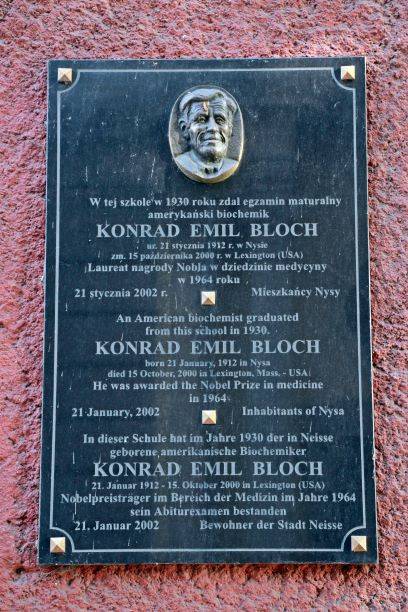 W tej szkole w 1930 roku zdał egzamin maturalny
amerykański biochemik
KONRAD EMIL BLOCH
ur. 21 stycznia 1912 r. w Nysie
zm. 15 października 2000 r. w Lexington (USA)
Laureat nagrody Nobla w dziedzinie medycyny
w 1964 roku
21 stycznia 2002 r. Mieszkańcy Nysy
An American biochemist graduated
from this school in 1930.
KONRAD EMIL BLOCH
born 21 January, 1912 in Nysa
died 15 October, 2000 in Lexington, Mass. - USA)
He was awarded the Nobel Prize in medicine
in 1964
21 January, 2002 Inhabitants of Nysa
In dieser Schule hat im Jahre 1930 der in Neisse
geborene amerikanische Biochemiker
KONRAD EMIL BLOCH
21. Januar 1912 - 15. Oktober 2000 in Lexington (USA)
Nobelpreisträger im Bereich der Medizin im Jahre 1964
sein Abiturexamen bestanden
21. Januar 2002 Bewohner der Stadt Neisse